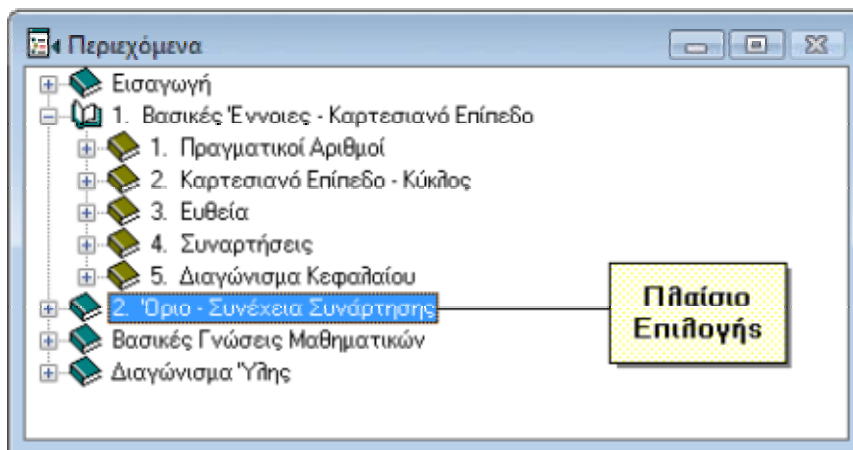 Περιεχόμενα
Εισαγωγή
1. Βασικές Έννοιες - Καρτεσιανό Επίπεδο
1. Πραγματικοί Αριθμοί
2. Καρτεσιανό Επίπεδο - Κύκλος
3. Ευθεία
4. Συναρτήσεις
5. Διαγώνισμα Κεφαλαίου
2. Όριο - Συνέχεια Συνάρτησης
Πλαίσιο
Επιλογής
Βασικές Γνώσεις Μαθηματικών
Διαγώνισμα Ύλης